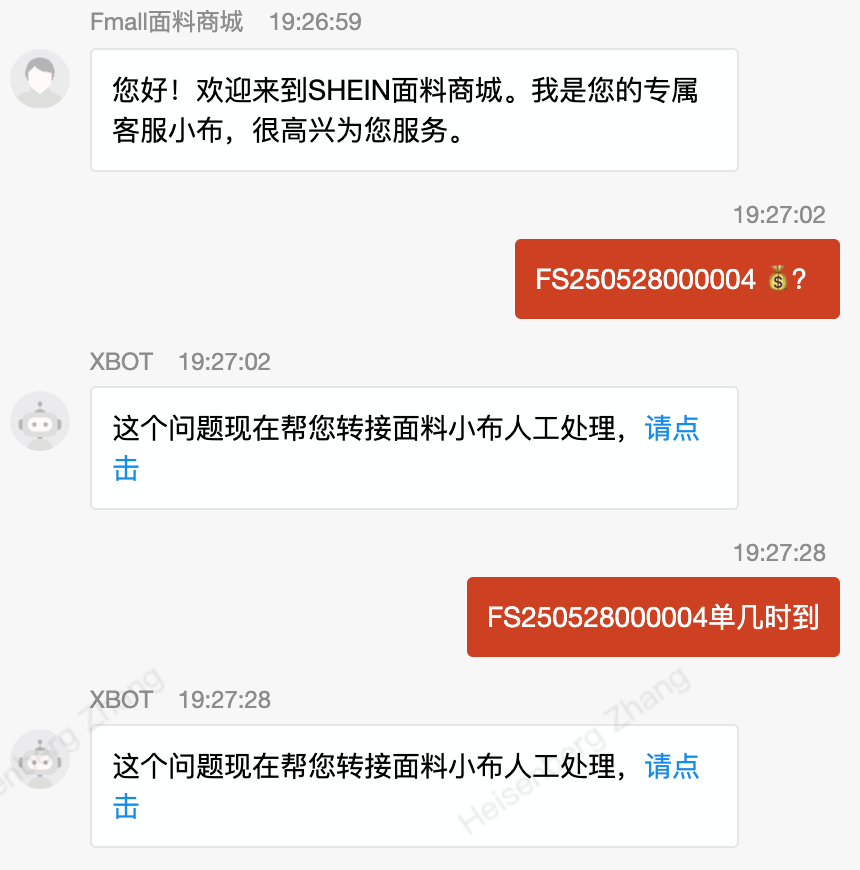 Fmall面料商城 19:26:59
您好！欢迎来到SHEIN面料商城。我是您的专属
客服小布，很高兴为您服务。
19:27:02
FS250528000004 💰?
XBOT 19:27:02
这个问题现在帮您转接面料小布人工处理，请点
击
19:27:28
FS250528000004单几时到
XBOT 19:27:28
这个问题现在帮您转接面料小布人工处理，请点
击
Heisenberg Zhang